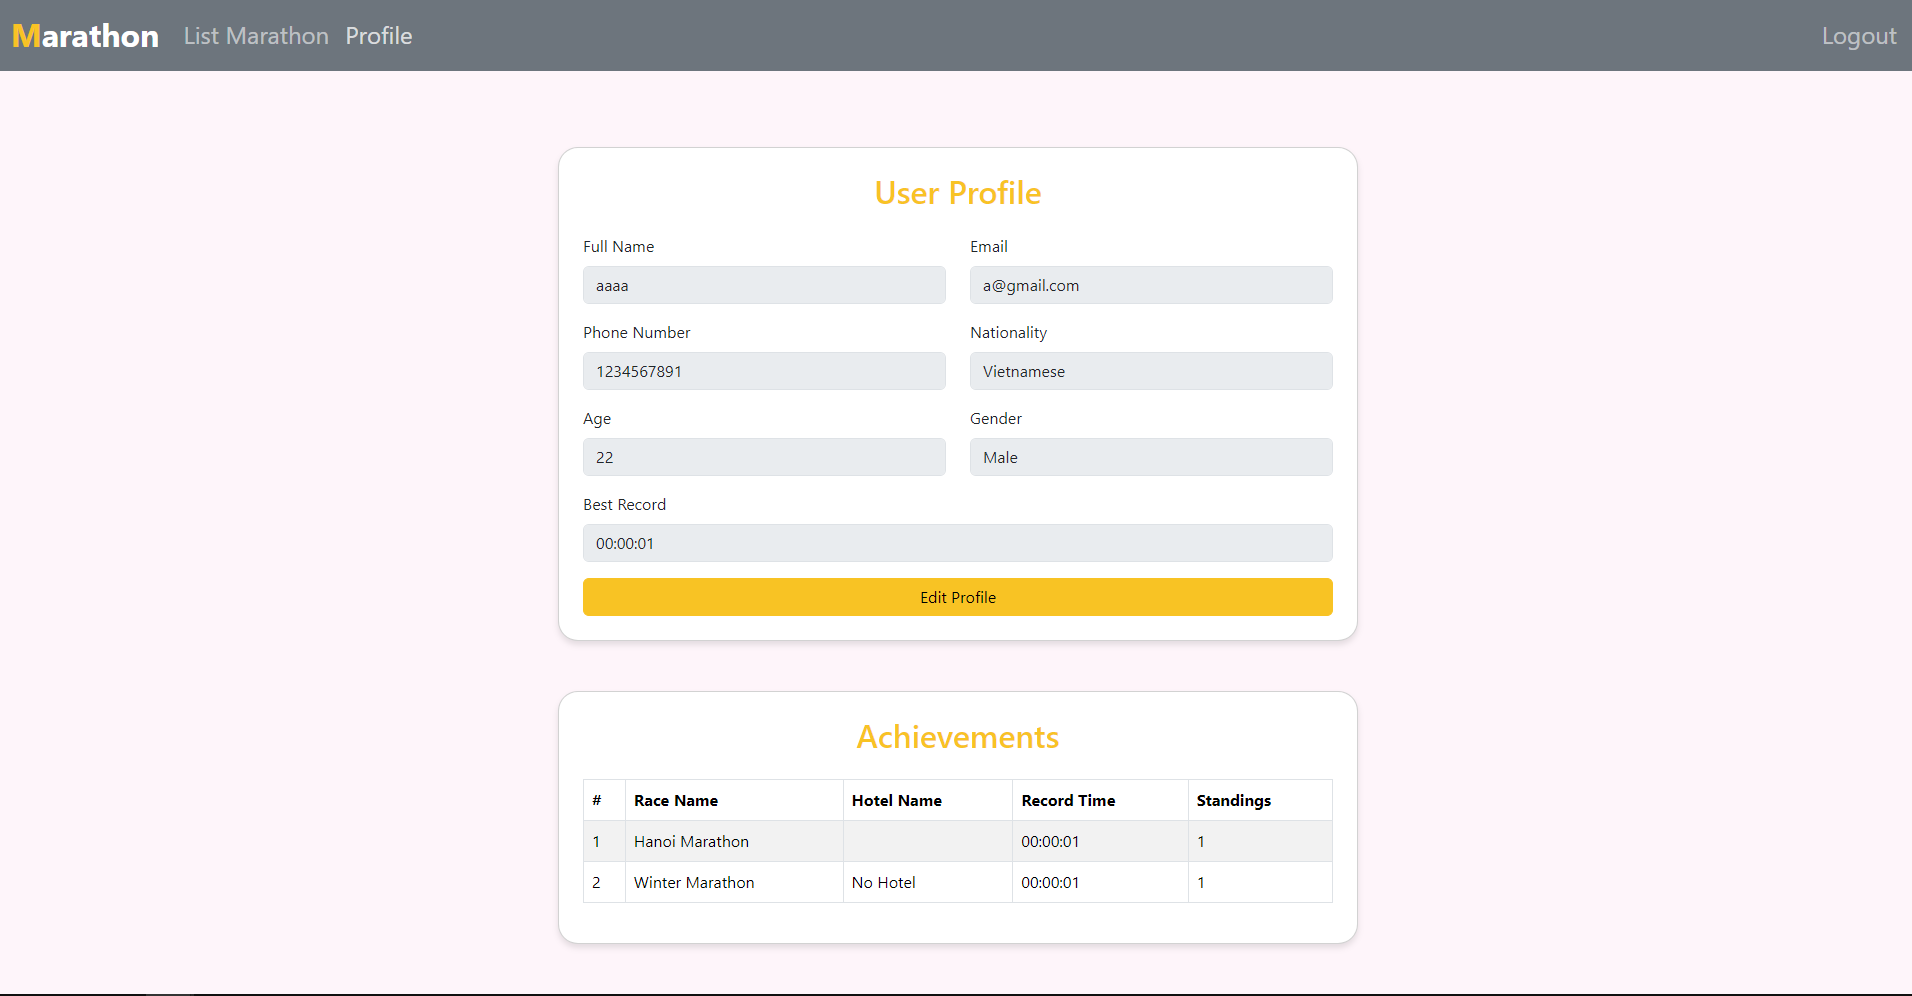 Marathon List Marathon Profile Logout
User Profile
Full Name Email
aaaa a@gmail.com
Phone Number Nationality
1234567891 Vietnamese
Age Gender
22 Male
Best Record
00:00:01
Edit Profile
Achievements
# Race Name Hotel Name Record Time Standings
1 Hanoi Marathon 00:00:01 1
2 Winter Marathon No Hotel 00:00:01 1